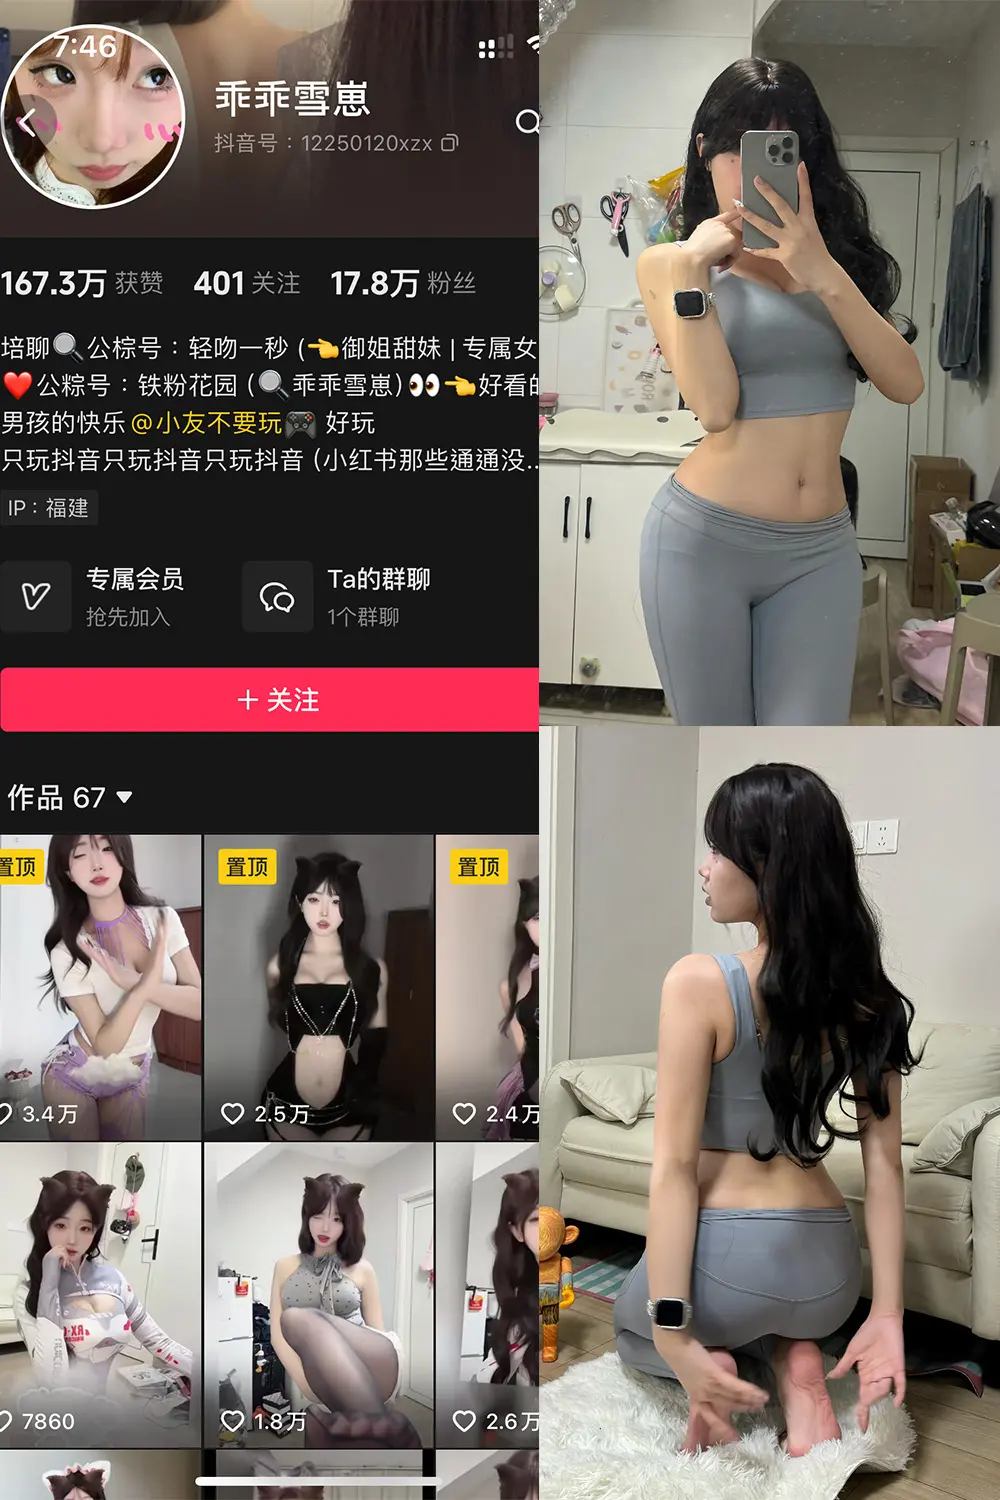 7:46
乖乖雪崽
抖音号：12250120xzx
167.3万 获赞 401 关注 17.8万 粉丝
培聊🔍公棕号：轻吻一秒 (👈御姐甜妹 | 专属女
❤️公粽号：铁粉花园 (🔍乖乖雪崽)👀👈好看的
男孩的快乐 @小友不要玩🎮 好玩
只玩抖音只玩抖音只玩抖音 (小红书那些通通没...
IP：福建
专属会员
抢先加入
Ta的群聊
1个群聊
+ 关注
作品 67
置顶
置顶
置顶
3.4万
2.5万
2.4万
7860
1.8万
2.6万